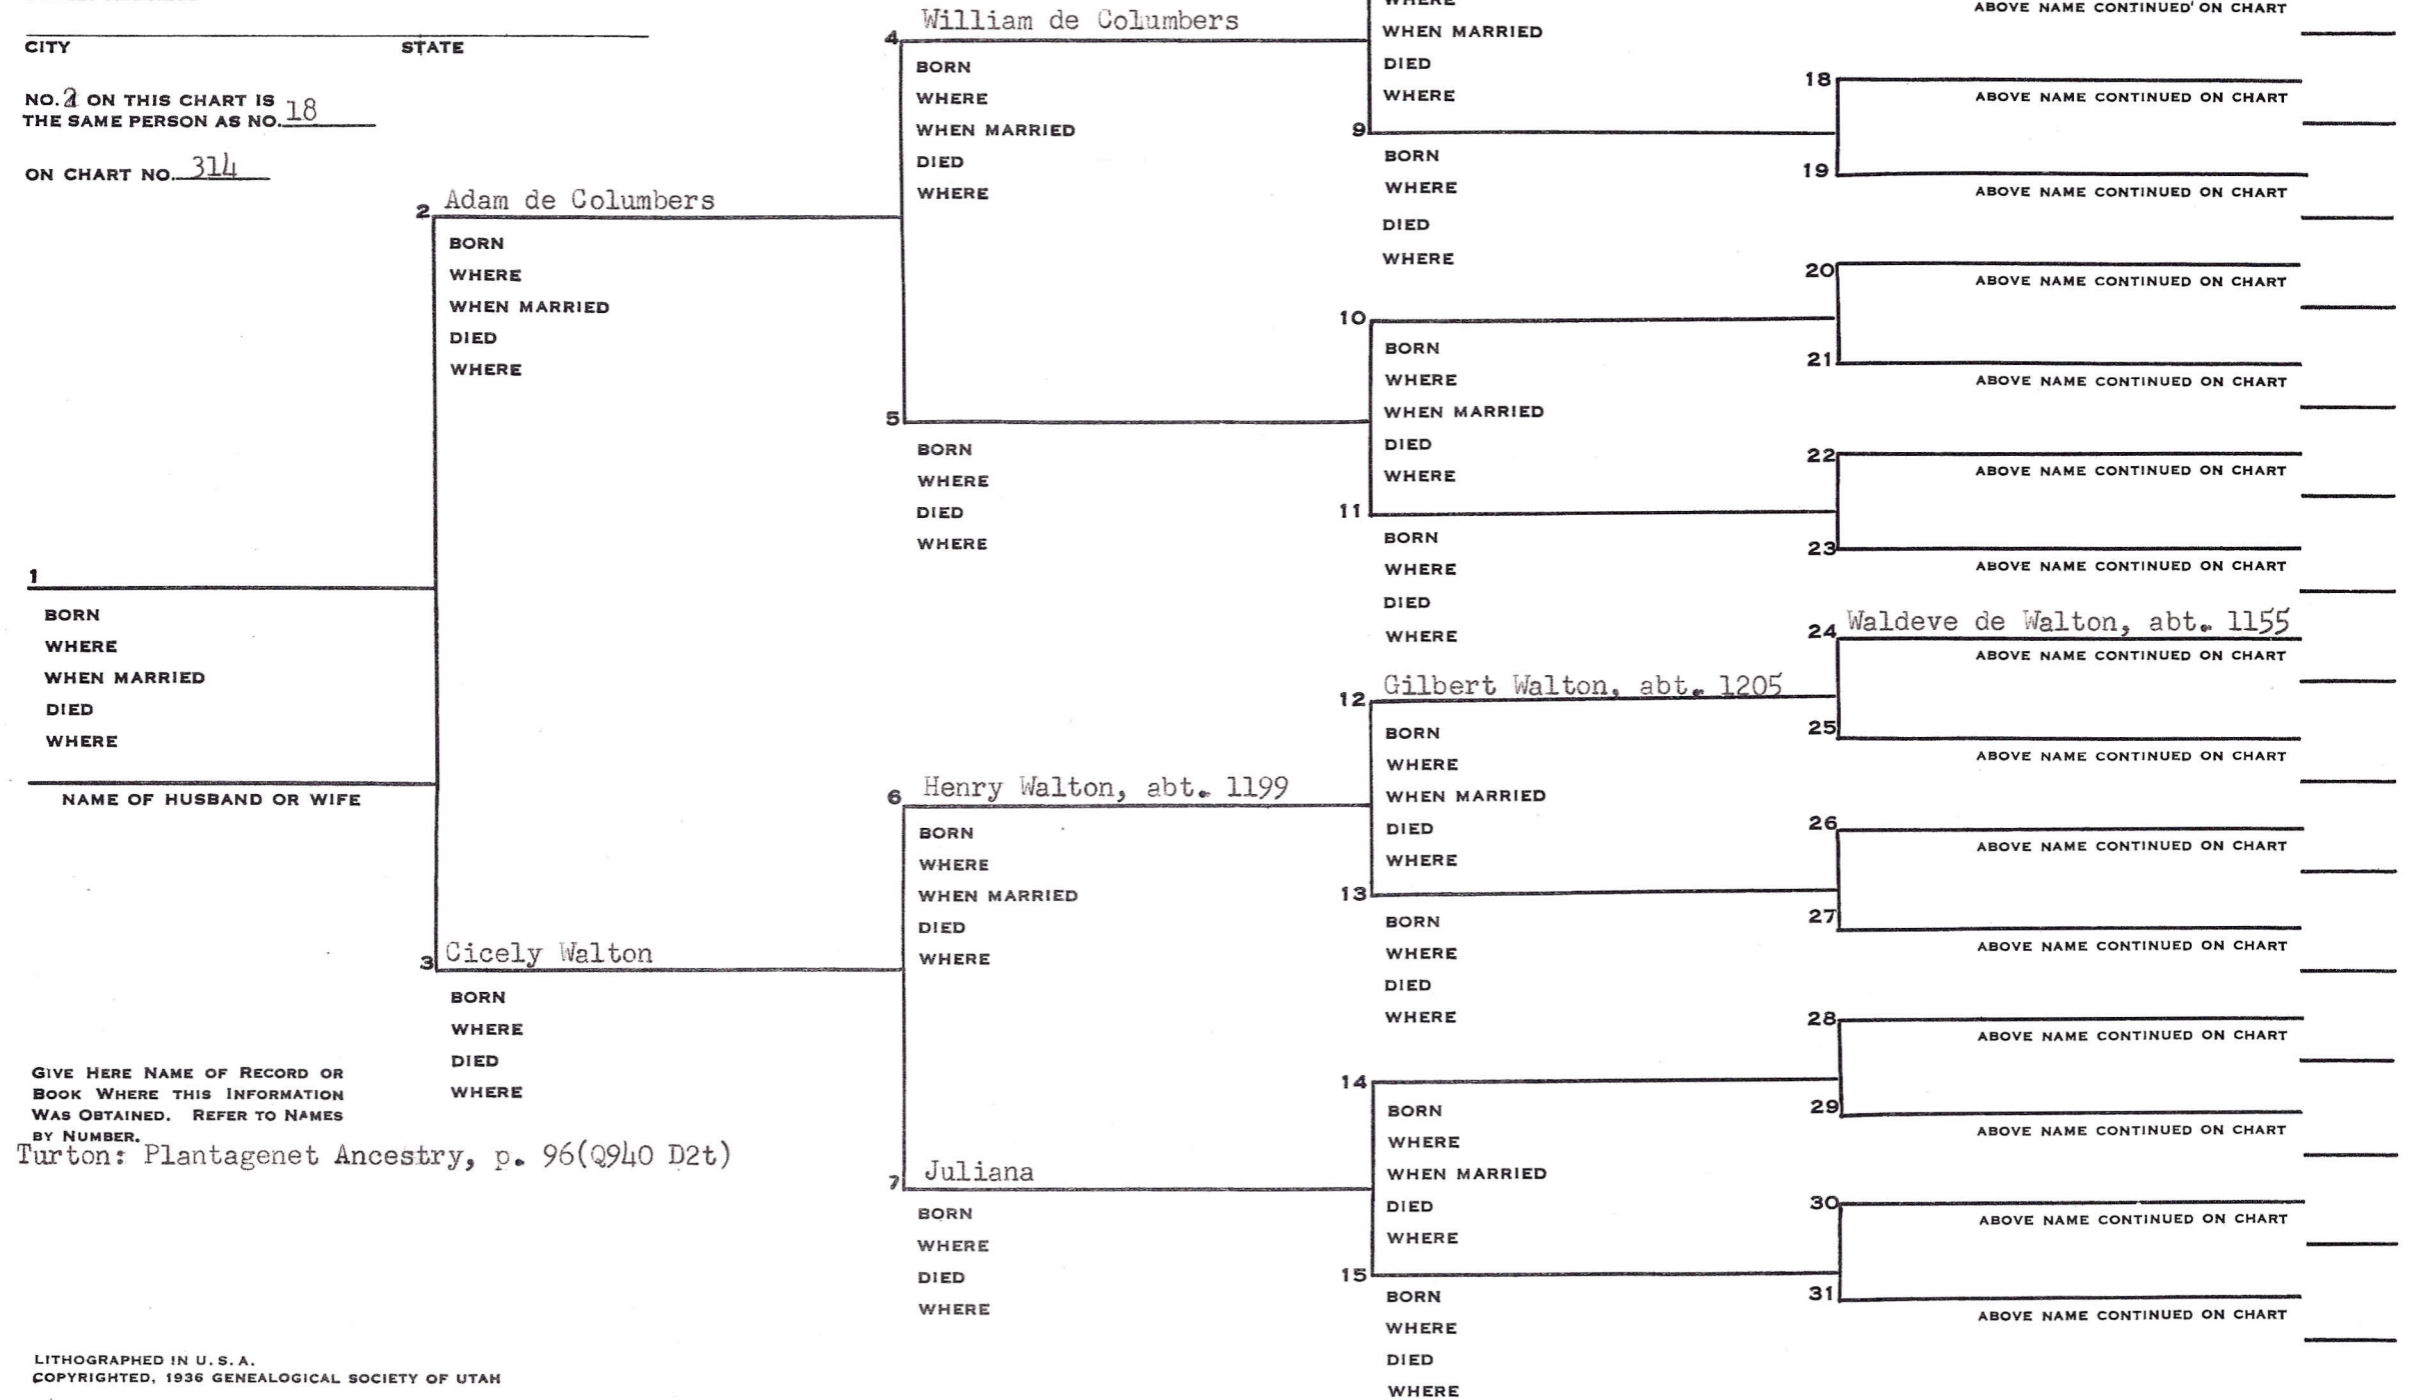 CITY STATE
NO. 2 ON THIS CHART IS
THE SAME PERSON AS NO. 18
ON CHART NO. 314
1
BORN
WHERE
WHEN MARRIED
DIED
WHERE
NAME OF HUSBAND OR WIFE
GIVE HERE NAME OF RECORD OR
BOOK WHERE THIS INFORMATION
WAS OBTAINED. REFER TO NAMES
BY NUMBER.
Turton: Plantagenet Ancestry, p. 96(Q940 D2t)
LITHOGRAPHED IN U.S.A.
COPYRIGHTED, 1936 GENEALOGICAL SOCIETY OF UTAH
2 Adam de Columbers
BORN
WHERE
WHEN MARRIED
DIED
WHERE
3 Cicely Walton
BORN
WHERE
DIED
WHERE
4 William de Columbers
BORN
WHERE
WHEN MARRIED
DIED
WHERE
5
BORN
WHERE
DIED
WHERE
6 Henry Walton, abt. 1199
BORN
WHERE
WHEN MARRIED
DIED
WHERE
7 Juliana
BORN
WHERE
DIED
WHERE
WHERE
WHEN MARRIED
DIED
WHERE
9
BORN
WHERE
DIED
WHERE
10
BORN
WHERE
WHEN MARRIED
DIED
WHERE
11
BORN
WHERE
DIED
WHERE
12 Gilbert Walton, abt. 1205
BORN
WHERE
WHEN MARRIED
DIED
WHERE
13
BORN
WHERE
DIED
WHERE
14
BORN
WHERE
WHEN MARRIED
DIED
WHERE
15
BORN
WHERE
DIED
WHERE
ABOVE NAME CONTINUED ON CHART
18
ABOVE NAME CONTINUED ON CHART
19
ABOVE NAME CONTINUED ON CHART
20
ABOVE NAME CONTINUED ON CHART
21
ABOVE NAME CONTINUED ON CHART
22
ABOVE NAME CONTINUED ON CHART
23
ABOVE NAME CONTINUED ON CHART
24 Waldeve de Walton, abt. 1155
ABOVE NAME CONTINUED ON CHART
25
ABOVE NAME CONTINUED ON CHART
26
ABOVE NAME CONTINUED ON CHART
27
ABOVE NAME CONTINUED ON CHART
28
ABOVE NAME CONTINUED ON CHART
29
ABOVE NAME CONTINUED ON CHART
30
ABOVE NAME CONTINUED ON CHART
31
ABOVE NAME CONTINUED ON CHART